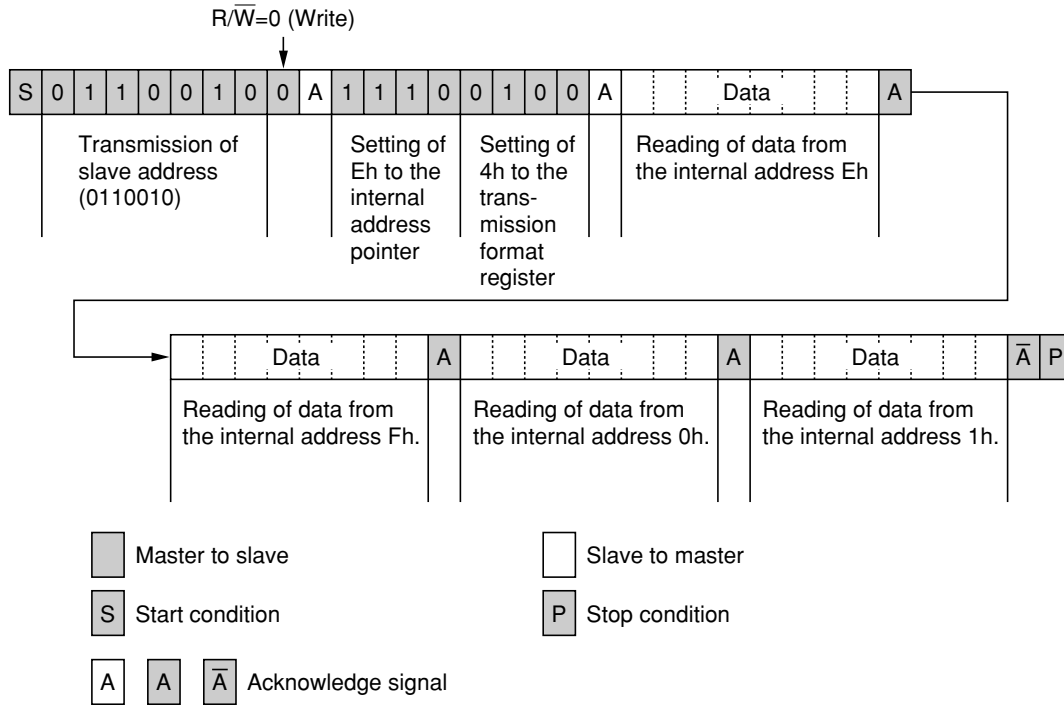 R/W̅=0 (Write)
S 0 1 1 0 0 1 0 0 A 1 1 1 0 0 1 0 0 A Data A
Transmission of
slave address
(0110010)
Setting of
Eh to the
internal
address
pointer
Setting of
4h to the
trans-
mission
format
register
Reading of data from
the internal address Eh
Data A Data A Data A̅ P
Reading of data from
the internal address Fh.
Reading of data from
the internal address 0h.
Reading of data from
the internal address 1h.
Master to slave
Slave to master
S Start condition
P Stop condition
A A A̅ Acknowledge signal